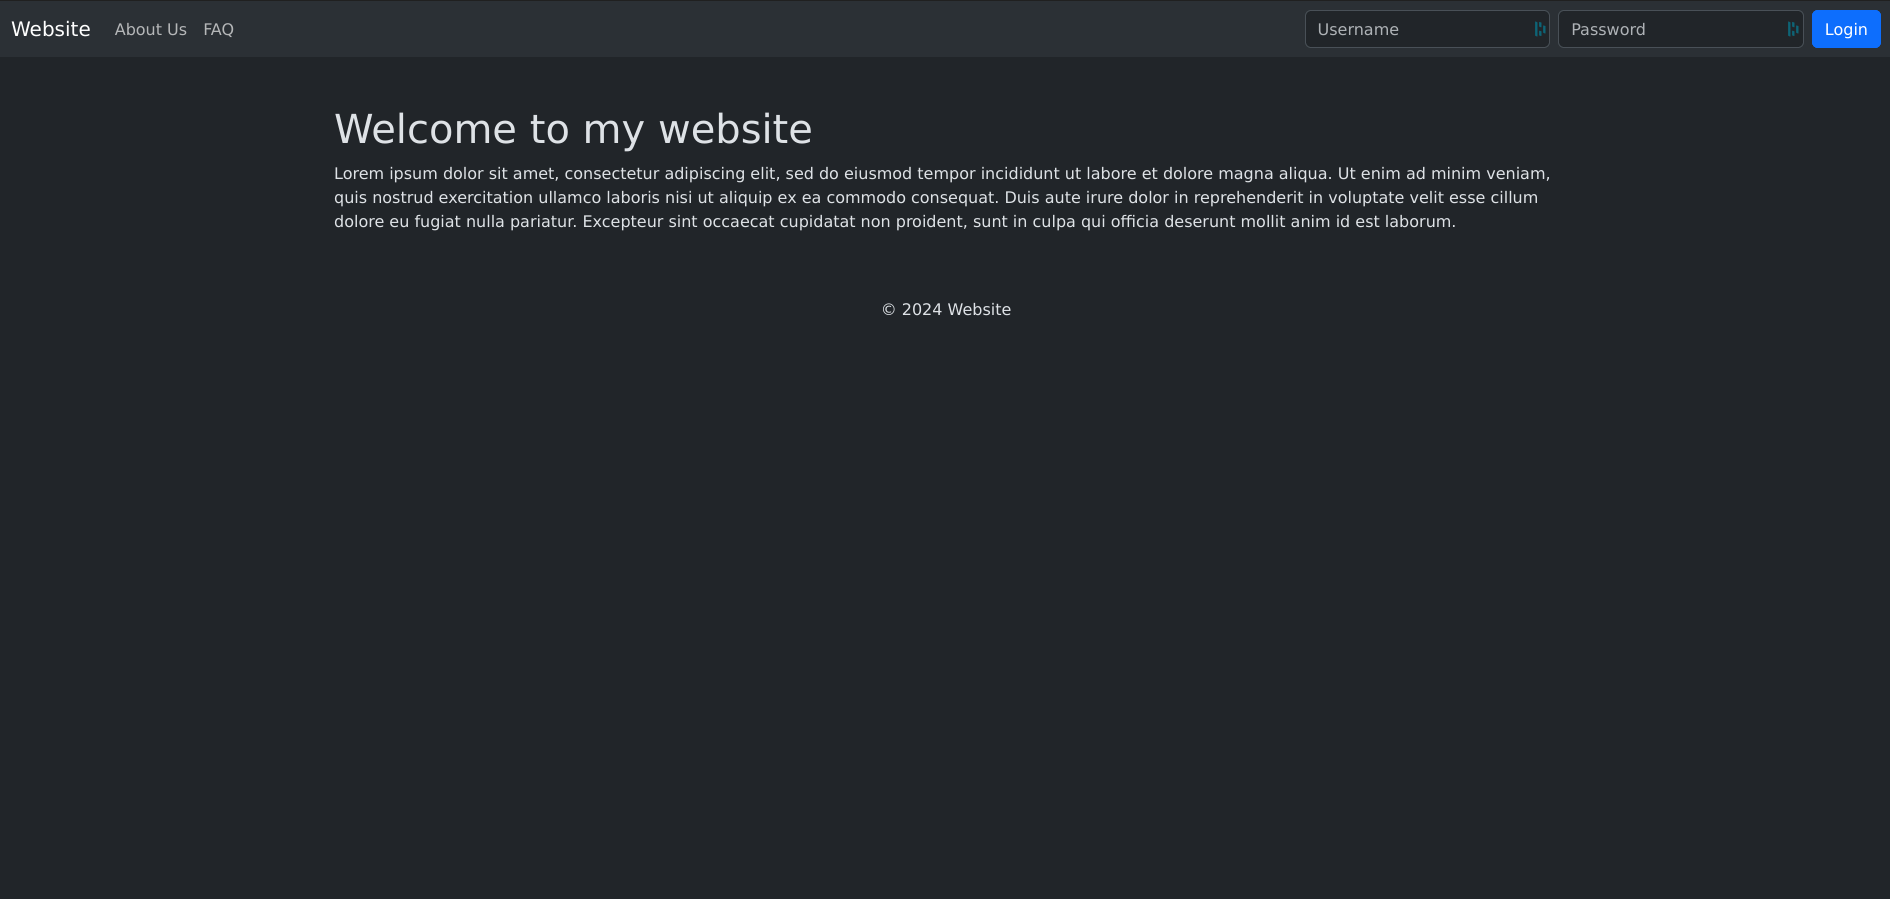 Website About Us FAQ Username Password Login
Welcome to my website
Lorem ipsum dolor sit amet, consectetur adipiscing elit, sed do eiusmod tempor incididunt ut labore et dolore magna aliqua. Ut enim ad minim veniam,
quis nostrud exercitation ullamco laboris nisi ut aliquip ex ea commodo consequat. Duis aute irure dolor in reprehenderit in voluptate velit esse cillum
dolore eu fugiat nulla pariatur. Excepteur sint occaecat cupidatat non proident, sunt in culpa qui officia deserunt mollit anim id est laborum.
© 2024 Website